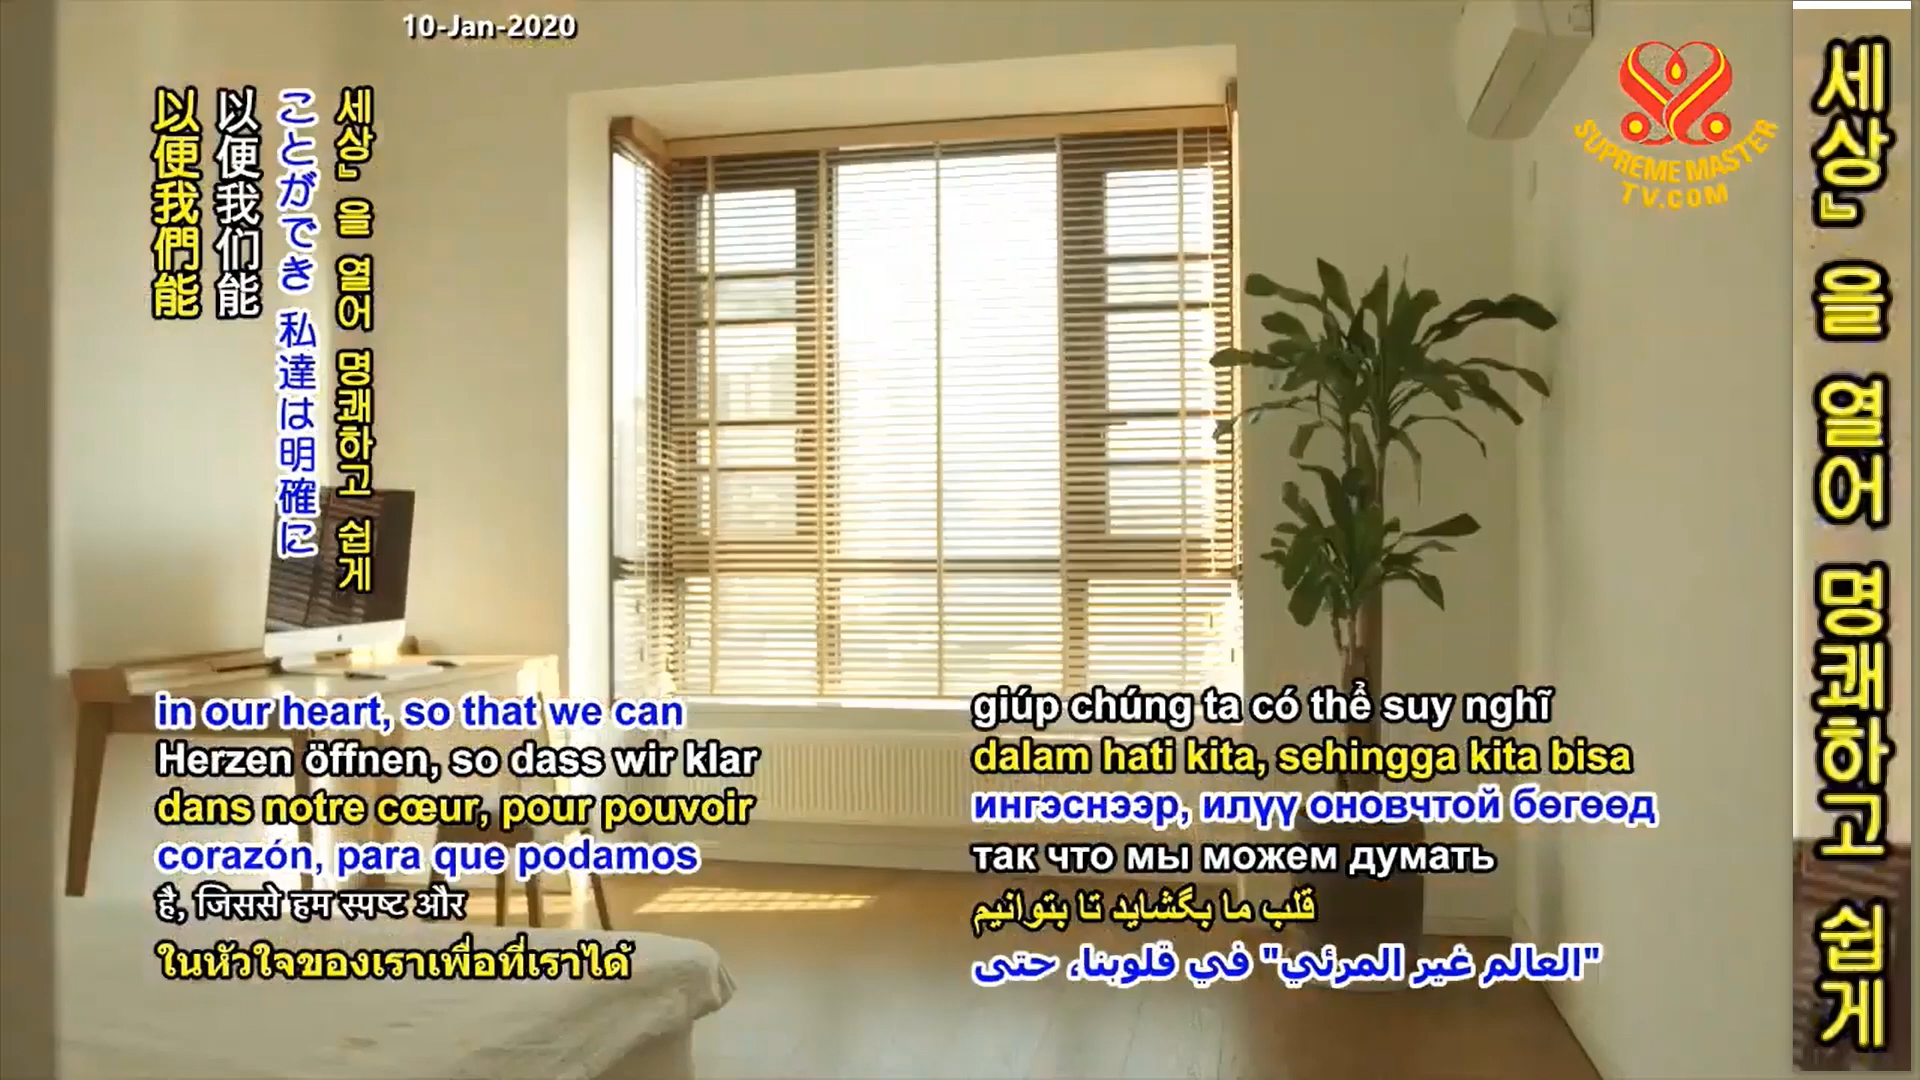 10-Jan-2020
SUPREME MASTER
TV.COM
세상』을 열어 명쾌하고 쉽게
ことができ 私達は明確に
以便我们能
以便我們能
세상』을 열어 명쾌하고 쉽게
in our heart, so that we can
Herzen öffnen, so dass wir klar
dans notre cœur, pour pouvoir
corazón, para que podamos
है, जिससे हम स्पष्ट और
ในหัวใจของเราเพื่อที่เราได้
giúp chúng ta có thể suy nghĩ
dalam hati kita, sehingga kita bisa
ингэснээр, илүү оновчтой бөгөөд
так что мы можем думать
قلب ما بگشاید تا بتوانیم
"العالم غير المرئي" في قلوبنا، حتى